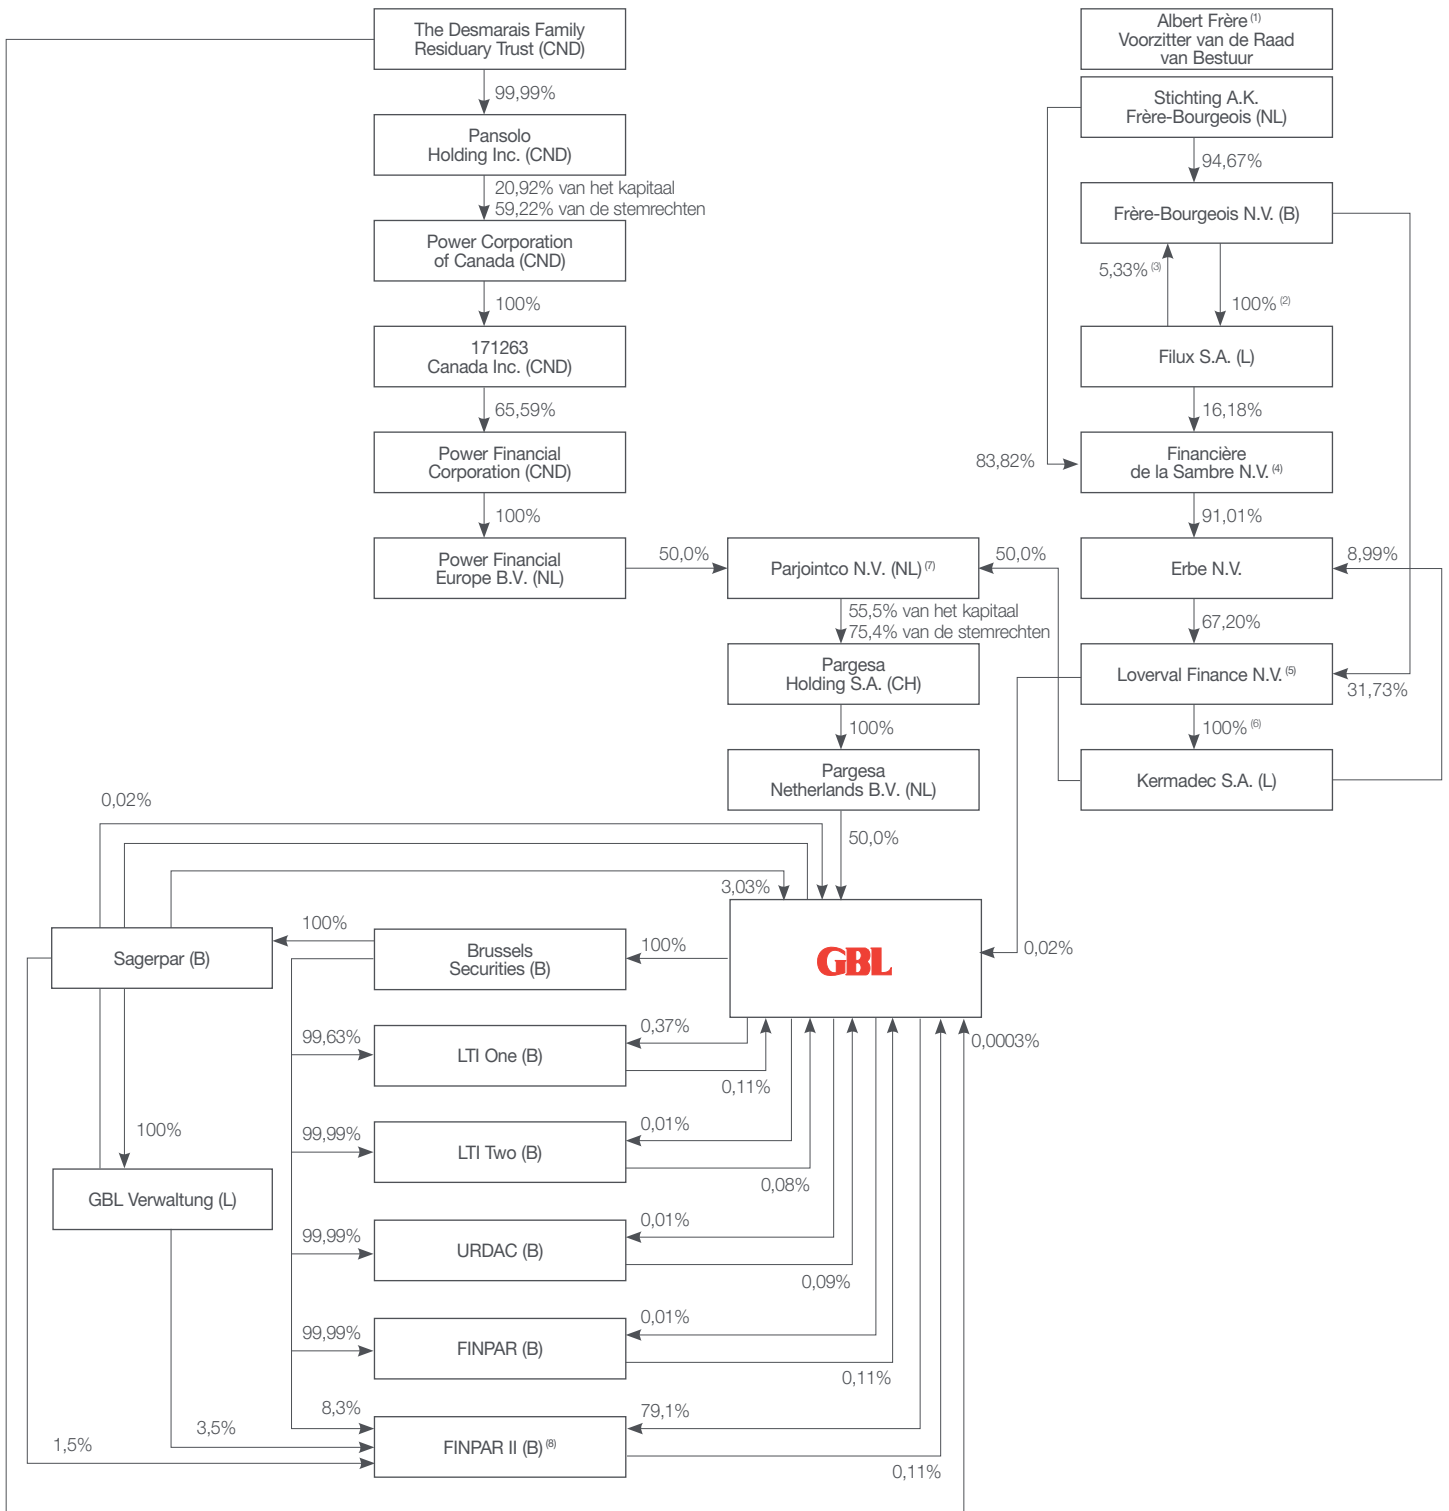 The Desmarais Family
Residuary Trust (CND)
99,99%
Pansolo
Holding Inc. (CND)
20,92% van het kapitaal
59,22% van de stemrechten
Power Corporation
of Canada (CND)
100%
171263
Canada Inc. (CND)
65,59%
Power Financial
Corporation (CND)
100%
Power Financial
Europe B.V. (NL)
50,0%
Albert Frère (1)
Voorzitter van de Raad
van Bestuur
Stichting A.K.
Frère-Bourgeois (NL)
94,67%
Frère-Bourgeois N.V. (B)
5,33% (3)
100% (2)
Filux S.A. (L)
16,18%
83,82%
Financière
de la Sambre N.V. (4)
91,01%
Erbe N.V.
8,99%
67,20%
Loverval Finance N.V. (5)
31,73%
100% (6)
Kermadec S.A. (L)
50,0%
Parjointco N.V. (NL) (7)
55,5% van het kapitaal
75,4% van de stemrechten
Pargesa
Holding S.A. (CH)
100%
Pargesa
Netherlands B.V. (NL)
50,0%
0,02%
3,03%
GBL
0,02%
0,0003%
100%
Brussels
Securities (B)
100%
Sagerpar (B)
100%
GBL Verwaltung (L)
99,63%
LTI One (B)
0,37%
0,11%
99,99%
LTI Two (B)
0,01%
0,08%
99,99%
URDAC (B)
0,01%
0,09%
99,99%
FINPAR (B)
0,01%
0,11%
8,3%
3,5%
1,5%
FINPAR II (B) (8)
79,1%
0,11%